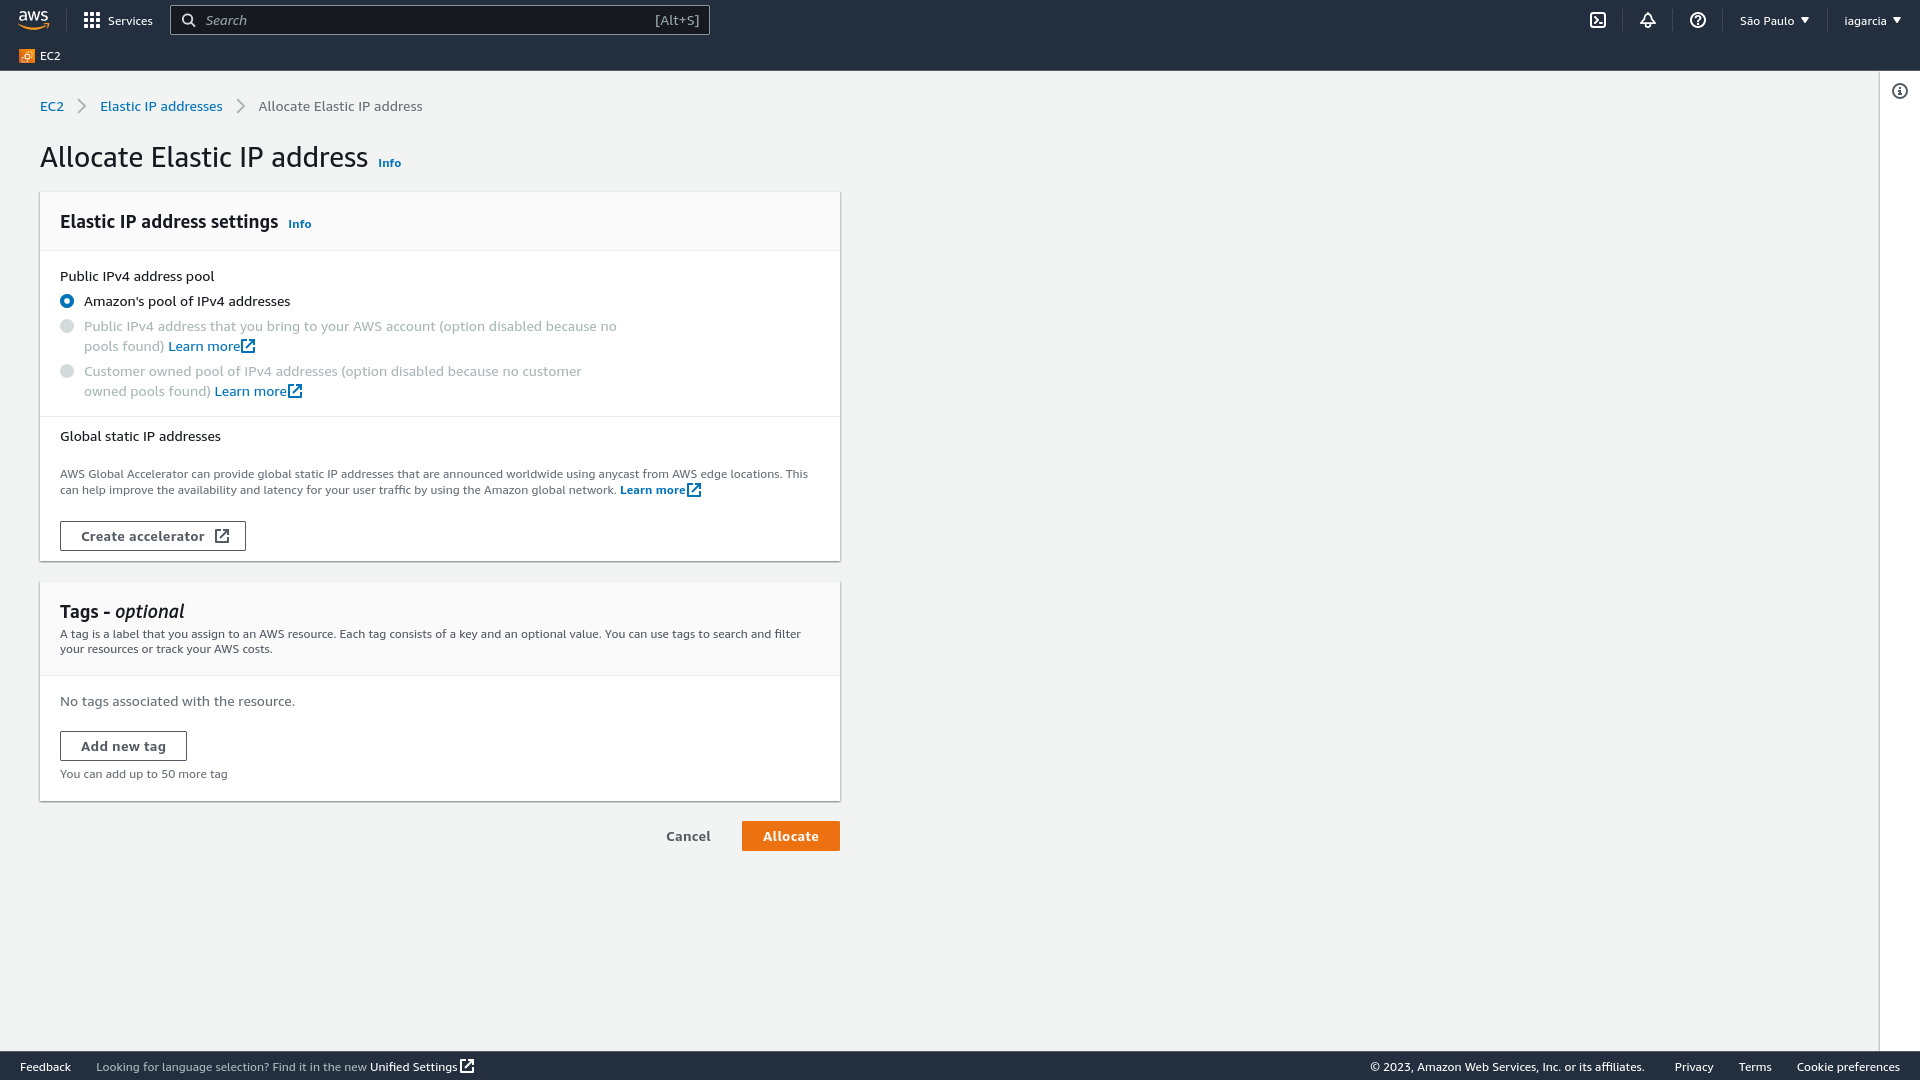 aws
Services
Search
[Alt+S]
São Paulo
iagarcia
EC2
EC2
Elastic IP addresses
Allocate Elastic IP address
Allocate Elastic IP address Info
Elastic IP address settings Info
Public IPv4 address pool
Amazon's pool of IPv4 addresses
Public IPv4 address that you bring to your AWS account (option disabled because no
pools found) Learn more
Customer owned pool of IPv4 addresses (option disabled because no customer
owned pools found) Learn more
Global static IP addresses
AWS Global Accelerator can provide global static IP addresses that are announced worldwide using anycast from AWS edge locations. This
can help improve the availability and latency for your user traffic by using the Amazon global network. Learn more
Create accelerator
Tags - optional
A tag is a label that you assign to an AWS resource. Each tag consists of a key and an optional value. You can use tags to search and filter
your resources or track your AWS costs.
No tags associated with the resource.
Add new tag
You can add up to 50 more tag
Cancel
Allocate
Feedback
Looking for language selection? Find it in the new Unified Settings
© 2023, Amazon Web Services, Inc. or its affiliates.
Privacy
Terms
Cookie preferences